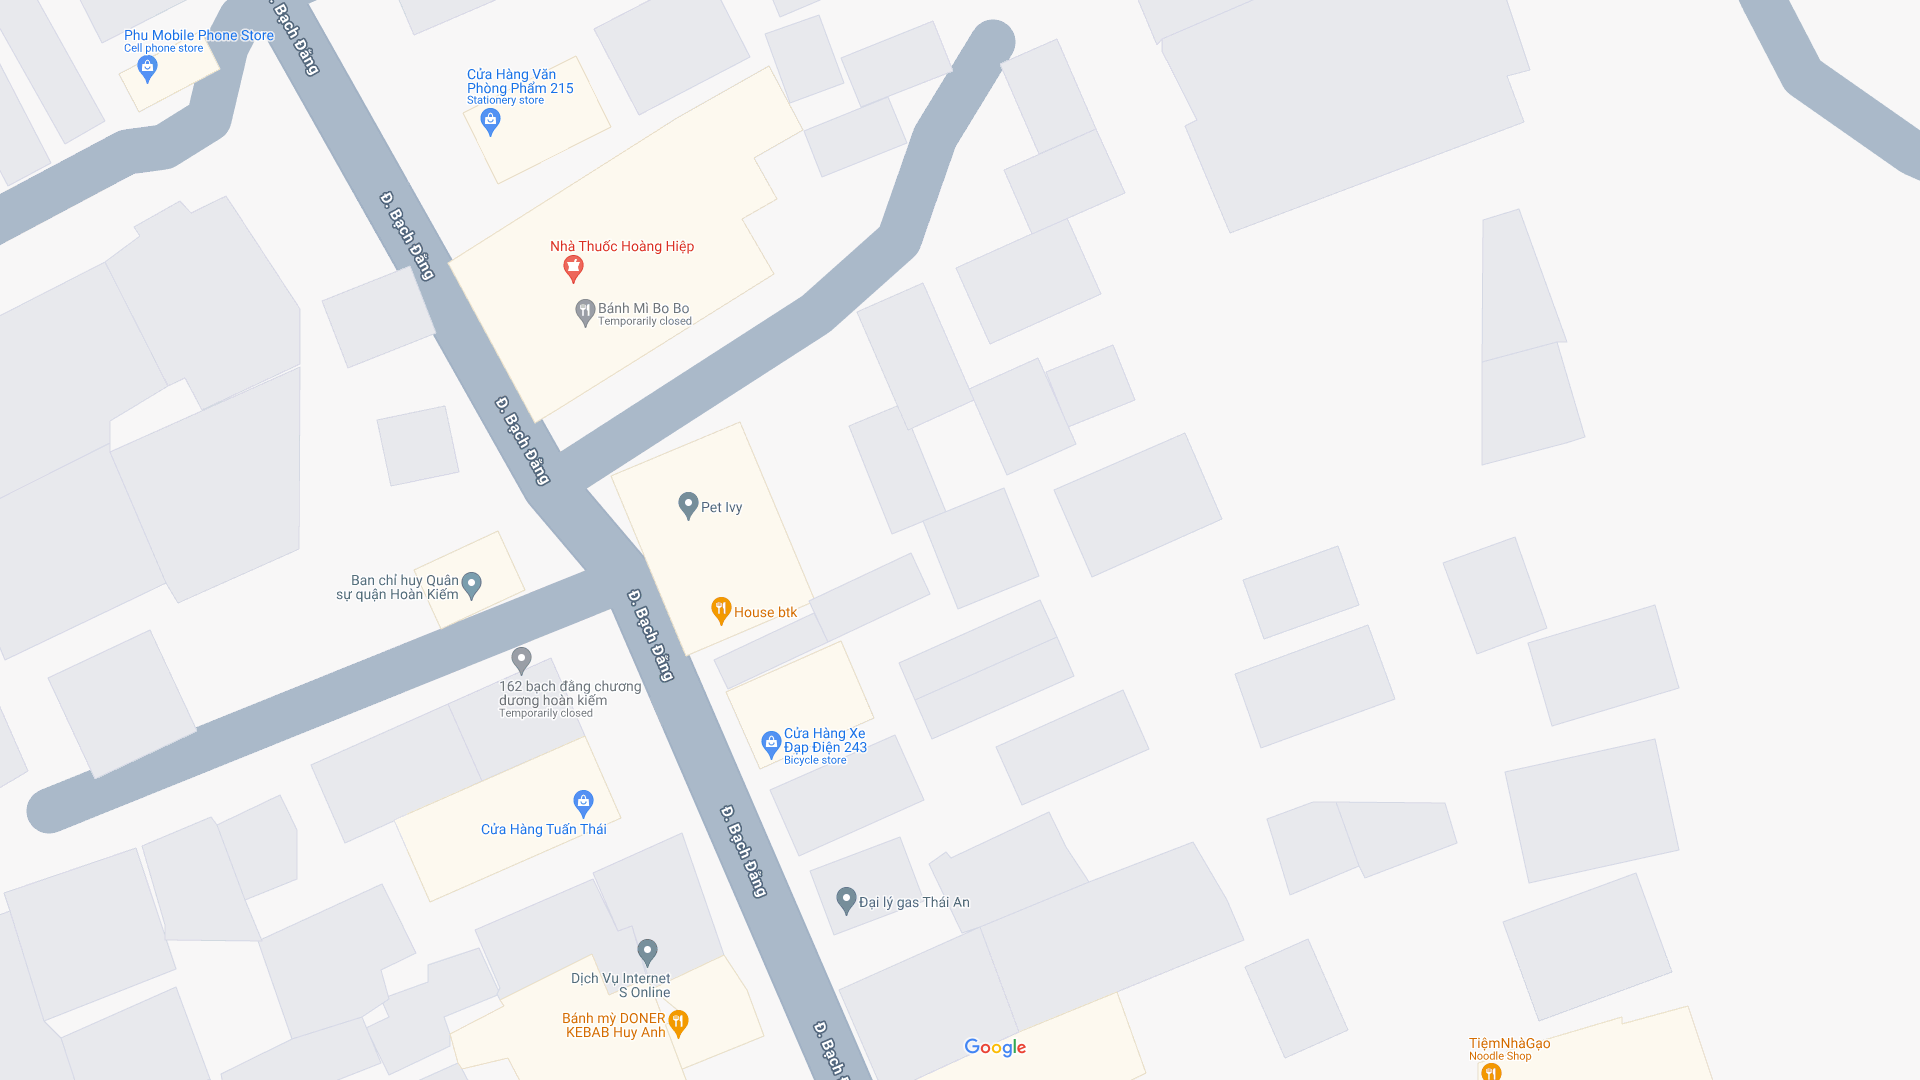 Đ. Bạch Đằng
Phu Mobile Phone Store
Cell phone store
Cửa Hàng Văn
Phòng Phẩm 215
Stationery store
Đ. Bạch Đằng
Nhà Thuốc Hoàng Hiệp
Bánh Mì Bo Bo
Temporarily closed
Đ. Bạch Đằng
Pet Ivy
Ban chỉ huy Quân
sự quận Hoàn Kiếm
House btk
Đ. Bạch Đằng
162 bạch đằng chương
dương hoàn kiếm
Temporarily closed
Cửa Hàng Xe
Đạp Điện 243
Bicycle store
Cửa Hàng Tuấn Thái
Đ. Bạch Đằng
Đại lý gas Thái An
Dịch Vụ Internet
S Online
Bánh mỳ DONER
KEBAB Huy Anh
Đ. Bạch
Google
TiệmNhàGạo
Noodle Shop